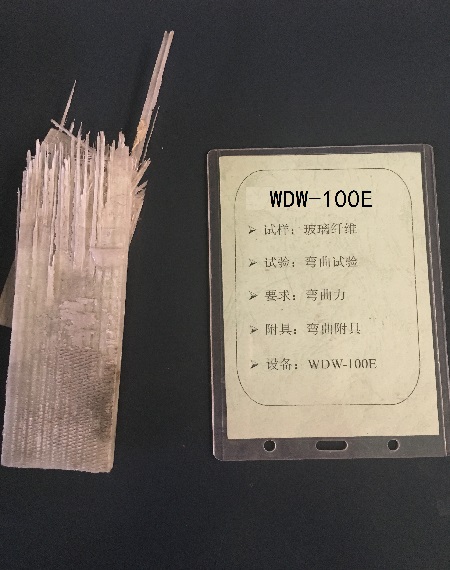 WDW-100E
➢ 试样：玻璃纤维
➢ 试验：弯曲试验
➢ 要求：弯曲力
➢ 附具：弯曲附具
➢ 设备：WDW-100E